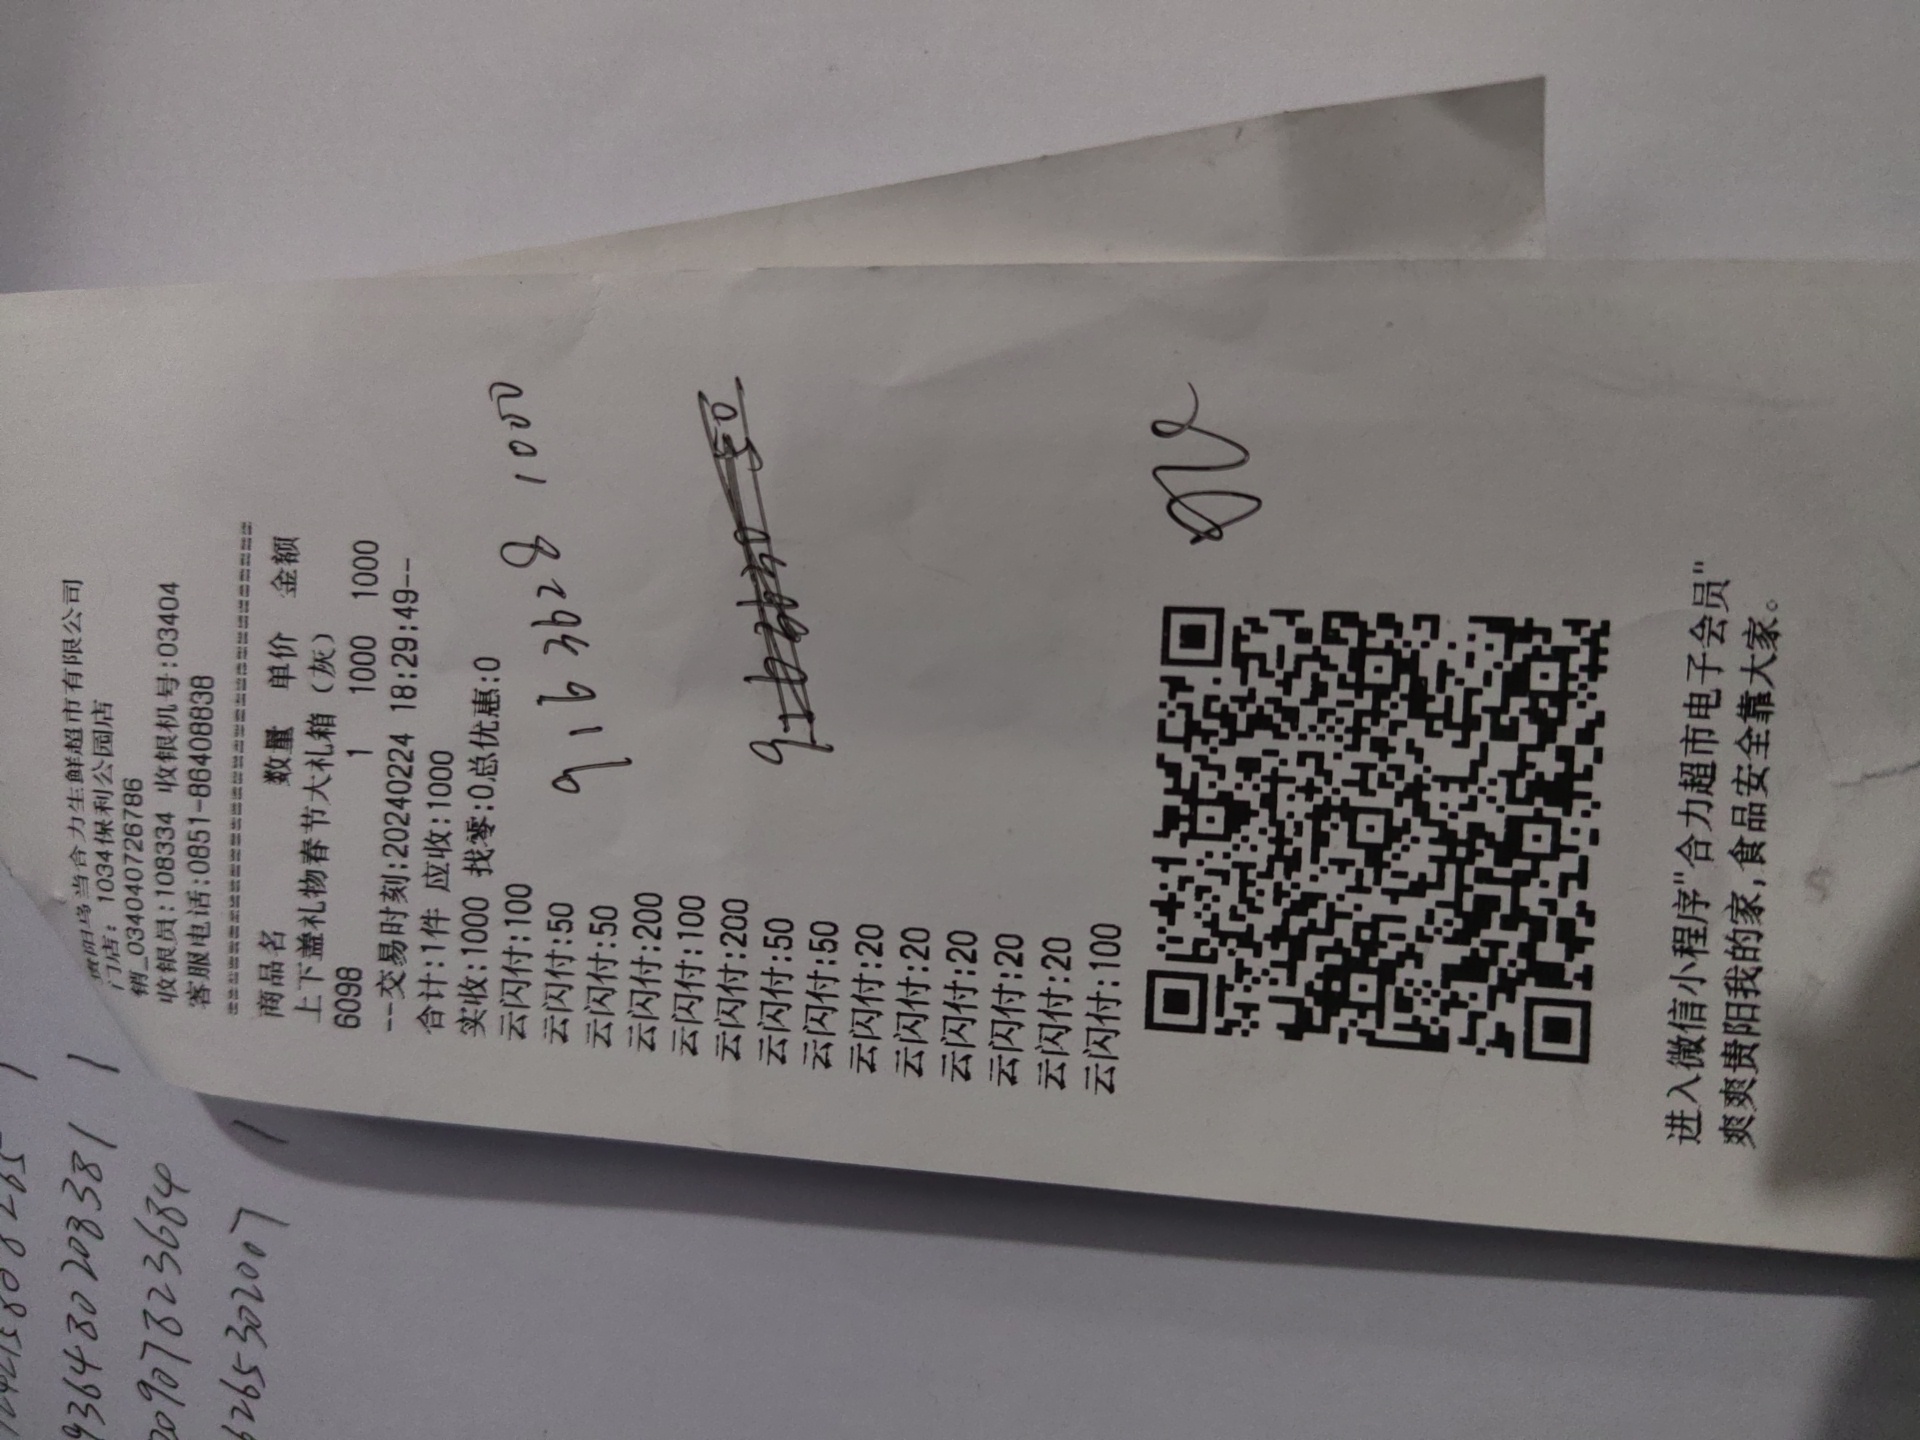 当合力生鲜超市有限公司
门店：1034保利公园店
销_034040726786
收银员:108334 收银机号:03404
客服电话:0851-86408838
==============================
商品名 数量 单价 金额
上下盖礼物春节大礼箱（灰）
6098 1 1000 1000
--交易时刻:20240224 18:29:49--
合计:1件 应收:1000
实收:1000 找零:0总优惠:0
云闪付:100
云闪付:50
云闪付:50
云闪付:200
云闪付:100
云闪付:200
云闪付:50
云闪付:50
云闪付:20
云闪付:20
云闪付:20
云闪付:20
云闪付:20
云闪付:100
9163628 1000
进入微信小程序"合力超市电子会员"
爽爽贵阳我的家,食品安全靠大家。
936480208381 1
6265302007 1